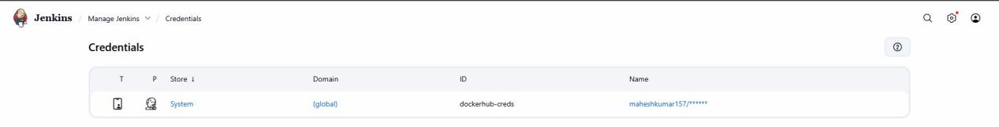 Jenkins / Manage Jenkins / Credentials
Credentials
T P Store ↓ Domain ID Name
System (global) dockerhub-creds maheshkumar157/******